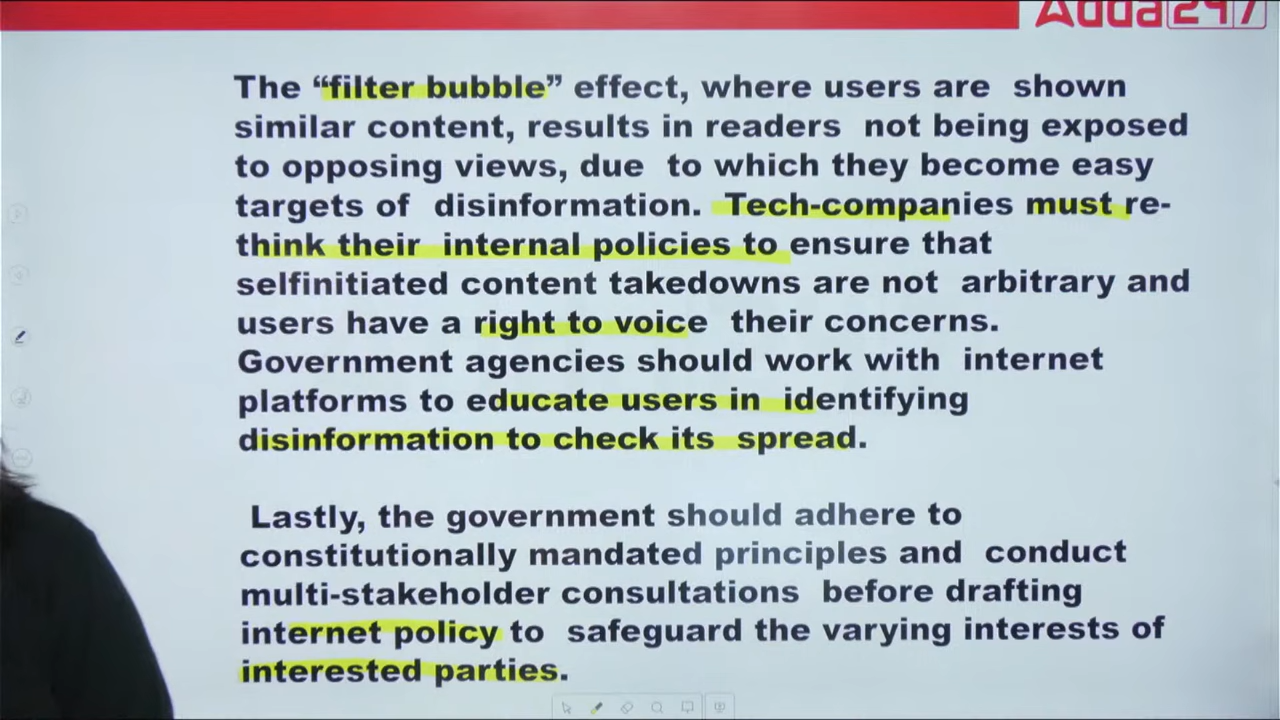 Adda247
The “filter bubble” effect, where users are shown
similar content, results in readers not being exposed
to opposing views, due to which they become easy
targets of disinformation. Tech-companies must re-
think their internal policies to ensure that
selfinitiated content takedowns are not arbitrary and
users have a right to voice their concerns.
Government agencies should work with internet
platforms to educate users in identifying
disinformation to check its spread.
Lastly, the government should adhere to
constitutionally mandated principles and conduct
multi-stakeholder consultations before drafting
internet policy to safeguard the varying interests of
interested parties.